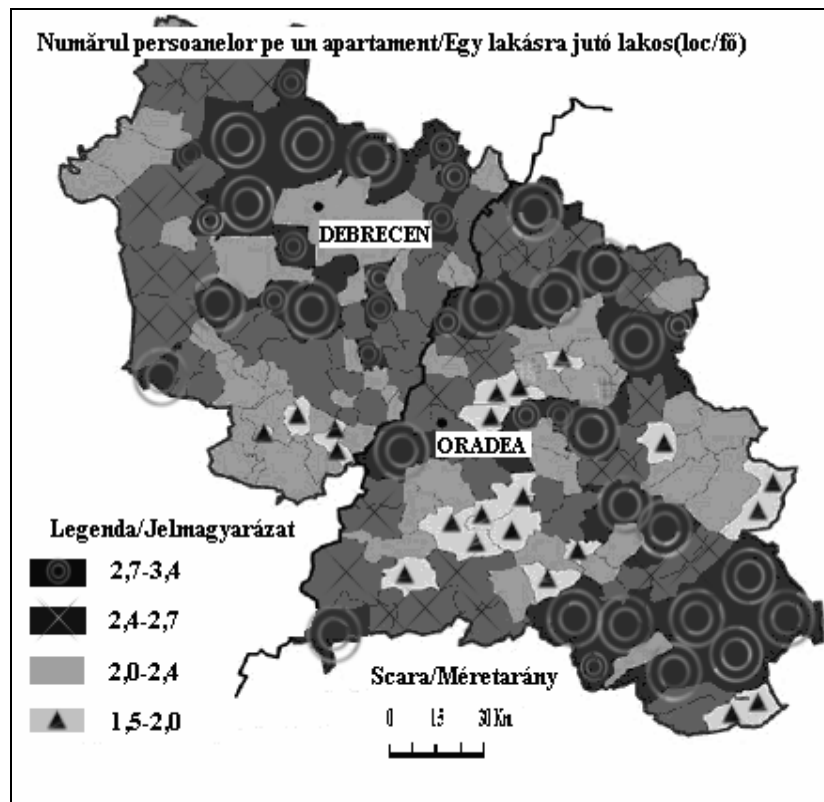 Numărul persoanelor pe un apartament/Egy lakásra jutó lakos(loc/fő)
DEBRECEN
ORADEA
Legenda/Jelmagyarázat
2,7-3,4
2,4-2,7
2,0-2,4
1,5-2,0
Scara/Méretarány
0 15 30 Km